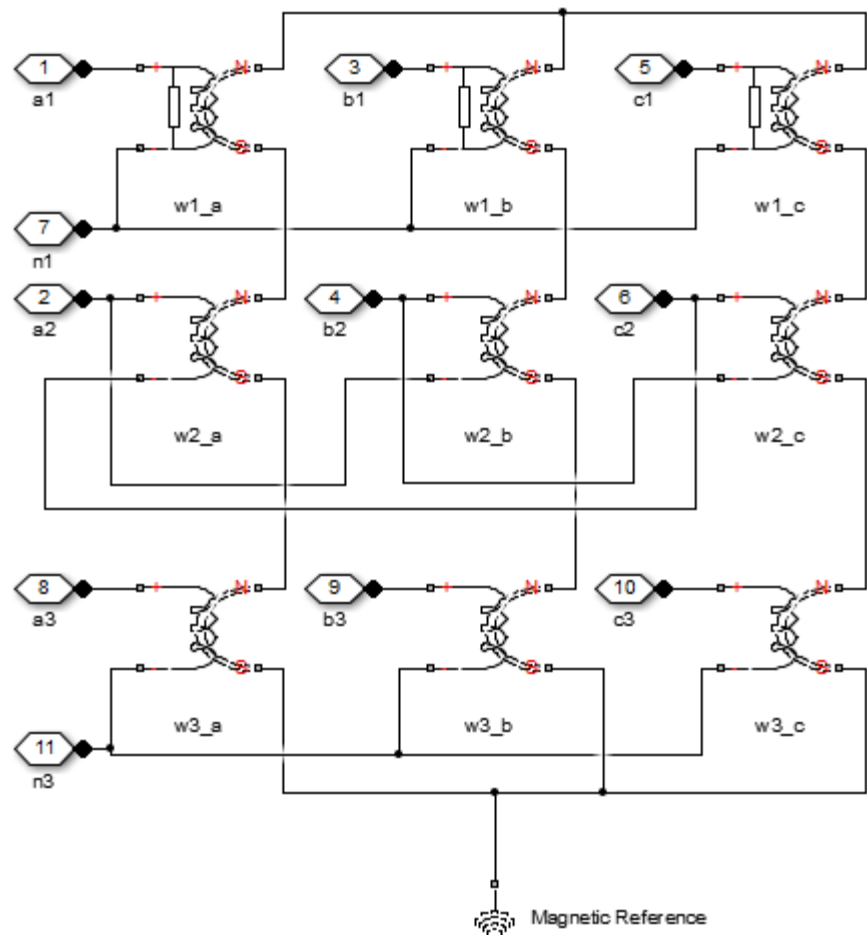 1 + N 3 + N 5 + N
a1 b1 c1
- S - S - S
w1_a w1_b w1_c
7
n1
2 + N 4 + N 6 + N
a2 b2 c2
- S - S - S
w2_a w2_b w2_c
8 + N 9 + N 10 + N
a3 b3 c3
- S - S - S
w3_a w3_b w3_c
11
n3
Magnetic Reference